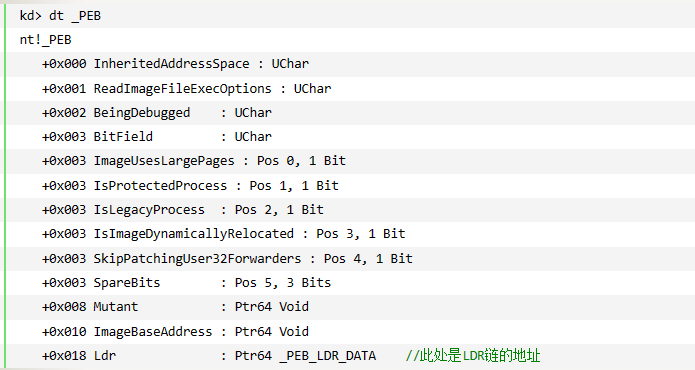 kd> dt _PEB
nt!_PEB
+0x000 InheritedAddressSpace : UChar
+0x001 ReadImageFileExecOptions : UChar
+0x002 BeingDebugged    : UChar
+0x003 BitField         : UChar
+0x003 ImageUsesLargePages : Pos 0, 1 Bit
+0x003 IsProtectedProcess : Pos 1, 1 Bit
+0x003 IsLegacyProcess  : Pos 2, 1 Bit
+0x003 IsImageDynamicallyRelocated : Pos 3, 1 Bit
+0x003 SkipPatchingUser32Forwarders : Pos 4, 1 Bit
+0x003 SpareBits        : Pos 5, 3 Bits
+0x008 Mutant           : Ptr64 Void
+0x010 ImageBaseAddress : Ptr64 Void
+0x018 Ldr              : Ptr64 _PEB_LDR_DATA    //此处是LDR链的地址